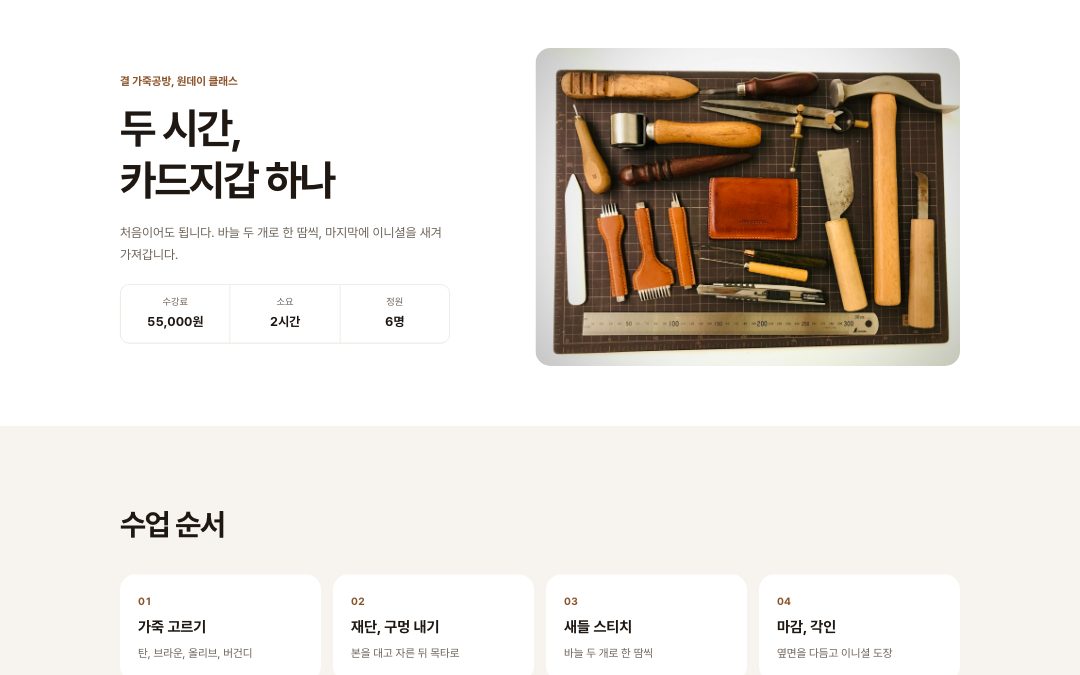 결 가죽공방, 원데이 클래스
두 시간,
카드지갑 하나
처음이어도 됩니다. 바늘 두 개로 한 땀씩, 마지막에 이니셜을 새겨
가져갑니다.
수강료
소요
정원
55,000원
2시간
6명
50
100
200
250
300
수업 순서
01
가죽 고르기
탄, 브라운, 올리브, 버건디
02
재단, 구멍 내기
본을 대고 자른 뒤 목타로
03
새들 스티치
바늘 두 개로 한 땀씩
04
마감, 각인
옆면을 다듬고 이니셜 도장